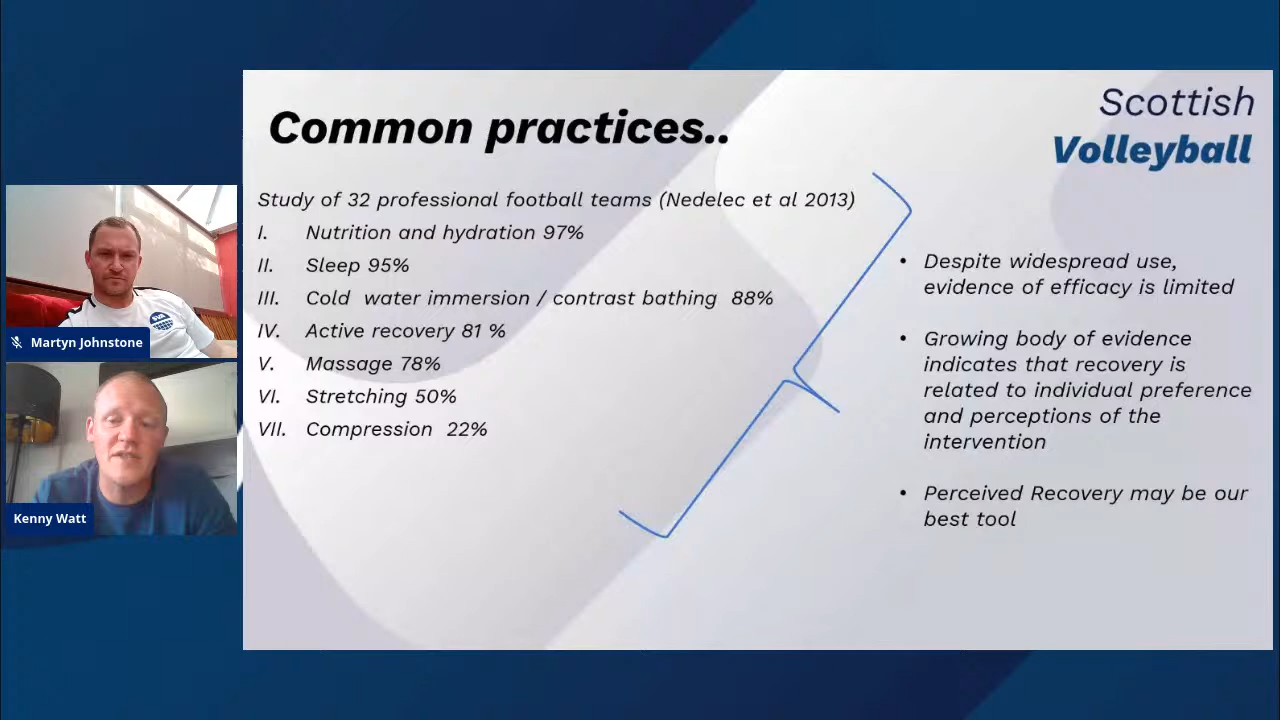 Common practices..
Scottish
Volleyball
Study of 32 professional football teams (Nedelec et al 2013)
I. Nutrition and hydration 97%
II. Sleep 95%
III. Cold water immersion / contrast bathing 88%
IV. Active recovery 81 %
V. Massage 78%
VI. Stretching 50%
VII. Compression 22%
• Despite widespread use,
evidence of efficacy is limited
• Growing body of evidence
indicates that recovery is
related to individual preference
and perceptions of the
intervention
• Perceived Recovery may be our
best tool
Martyn Johnstone
Kenny Watt